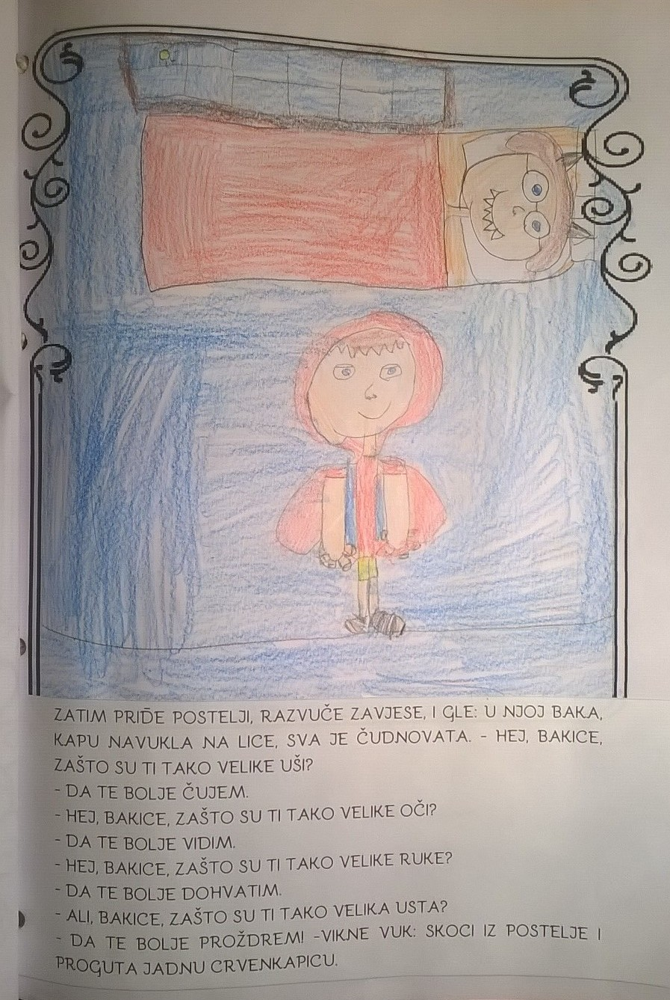 ZATIM PRIĐE POSTELJI, RAZVUČE ZAVJESE, I GLE: U NJOJ BAKA,
KAPU NAVUKLA NA LICE, SVA JE ČUDNOVATA. - HEJ, BAKICE,
ZAŠTO SU TI TAKO VELIKE UŠI?
- DA TE BOLJE ČUJEM.
- HEJ, BAKICE, ZAŠTO SU TI TAKO VELIKE OČI?
- DA TE BOLJE VIDIM.
- HEJ, BAKICE, ZAŠTO SU TI TAKO VELIKE RUKE?
- DA TE BOLJE DOHVATIM.
- ALI, BAKICE, ZAŠTO SU TI TAKO VELIKA USTA?
- DA TE BOLJE PROŽDREM! -VIKNE VUK: SKOCI IZ POSTELJE I
PROGUTA JADNU CRVENKAPICU.